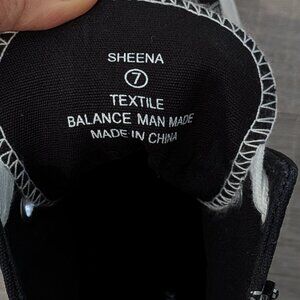 SHEENA
7
TEXTILE
BALANCE MAN MADE
MADE IN CHINA